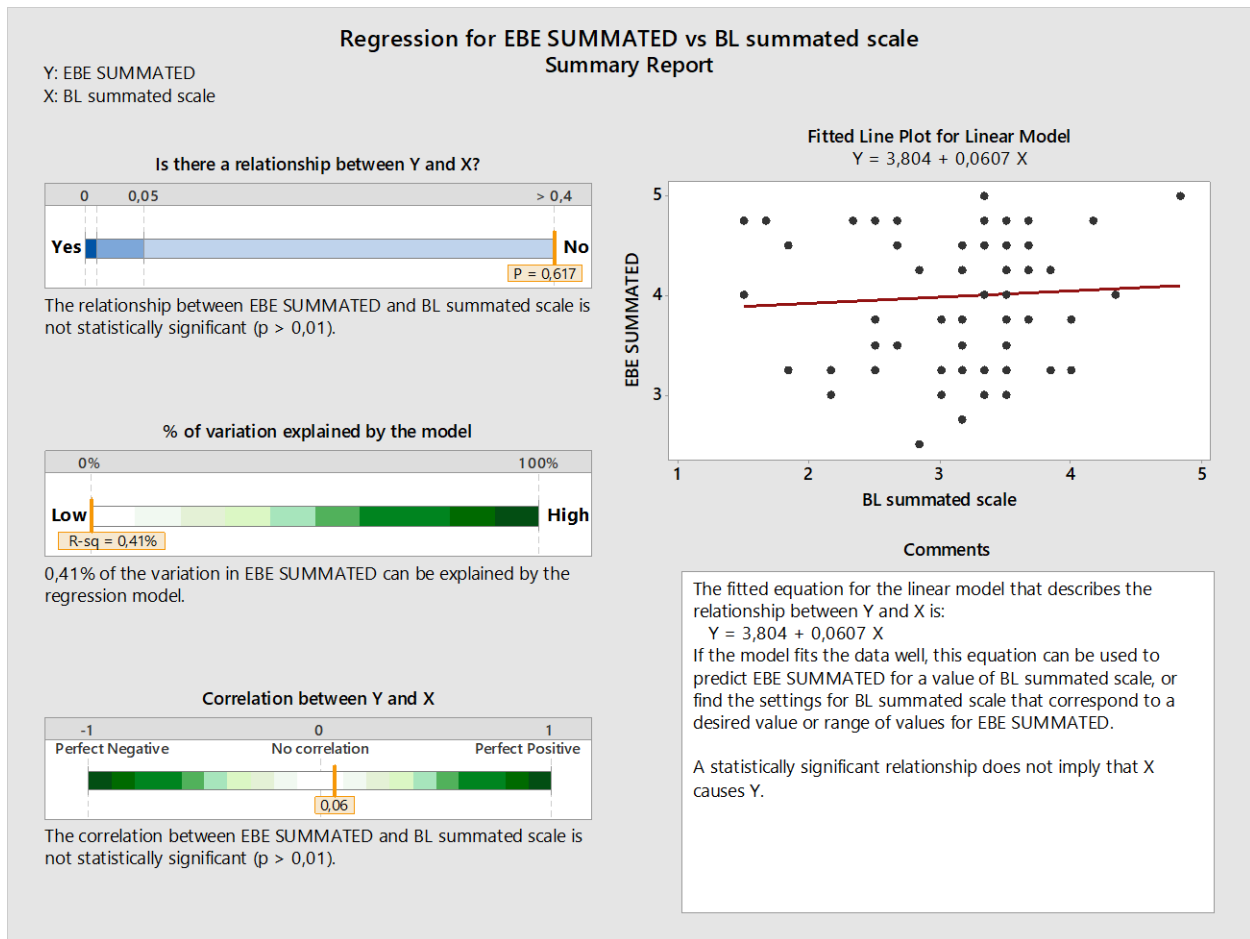 Regression for EBE SUMMATED vs BL summated scale
Summary Report
Y: EBE SUMMATED
X: BL summated scale
Is there a relationship between Y and X?
0 0,05 > 0,4
Yes No
P = 0,617
The relationship between EBE SUMMATED and BL summated scale is
not statistically significant (p > 0,01).
% of variation explained by the model
0% 100%
Low High
R-sq = 0,41%
0,41% of the variation in EBE SUMMATED can be explained by the
regression model.
Correlation between Y and X
-1 0 1
Perfect Negative No correlation Perfect Positive
0,06
The correlation between EBE SUMMATED and BL summated scale is
not statistically significant (p > 0,01).
Fitted Line Plot for Linear Model
Y = 3,804 + 0,0607 X
5
4
3
EBE SUMMATED
1 2 3 4 5
BL summated scale
Comments
The fitted equation for the linear model that describes the
relationship between Y and X is:
Y = 3,804 + 0,0607 X
If the model fits the data well, this equation can be used to
predict EBE SUMMATED for a value of BL summated scale, or
find the settings for BL summated scale that correspond to a
desired value or range of values for EBE SUMMATED.
A statistically significant relationship does not imply that X
causes Y.